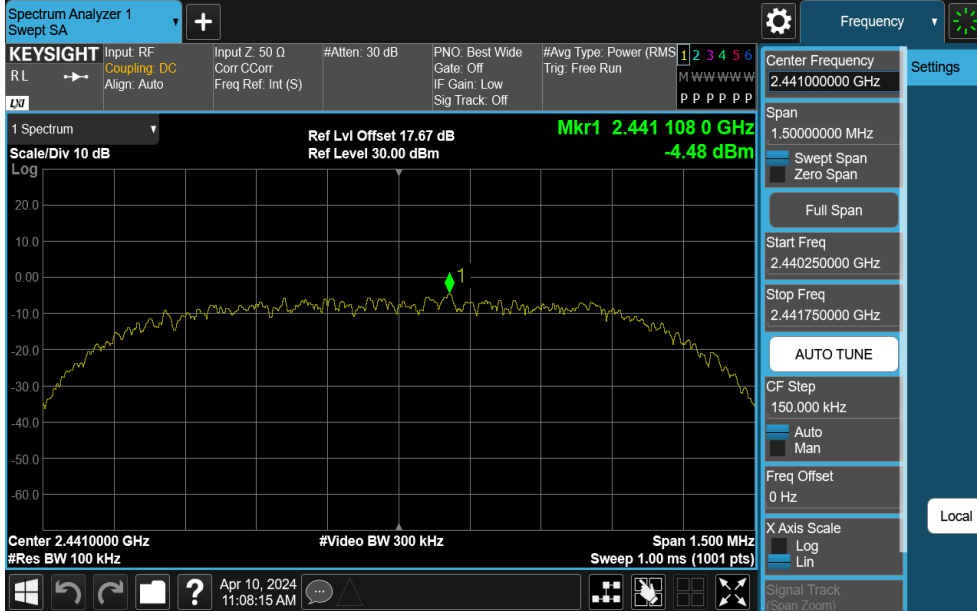 Spectrum Analyzer 1
Swept SA
+
Frequency
KEYSIGHT
R L
LXI
Input: RF
Coupling: DC
Align: Auto
Input Z: 50 Ω
Corr CCorr
Freq Ref: Int (S)
#Atten: 30 dB
PNO: Best Wide
Gate: Off
IF Gain: Low
Sig Track: Off
#Avg Type: Power (RMS
Trig: Free Run
1 2 3 4 5 6
M W W W W W
P P P P P P
1 Spectrum
Scale/Div 10 dB
Log
Ref Lvl Offset 17.67 dB
Ref Level 30.00 dBm
Mkr1 2.441 108 0 GHz
-4.48 dBm
20.0
10.0
0.00
-10.0
-20.0
-30.0
-40.0
-50.0
-60.0
1
Center 2.4410000 GHz
#Res BW 100 kHz
#Video BW 300 kHz
Span 1.500 MHz
Sweep 1.00 ms (1001 pts)
Center Frequency
2.441000000 GHz
Span
1.50000000 MHz
Swept Span
Zero Span
Full Span
Start Freq
2.440250000 GHz
Stop Freq
2.441750000 GHz
AUTO TUNE
CF Step
150.000 kHz
Auto
Man
Freq Offset
0 Hz
X Axis Scale
Log
Lin
Signal Track
(Span Zoom)
Settings
Local
?
Apr 10, 2024
11:08:15 AM